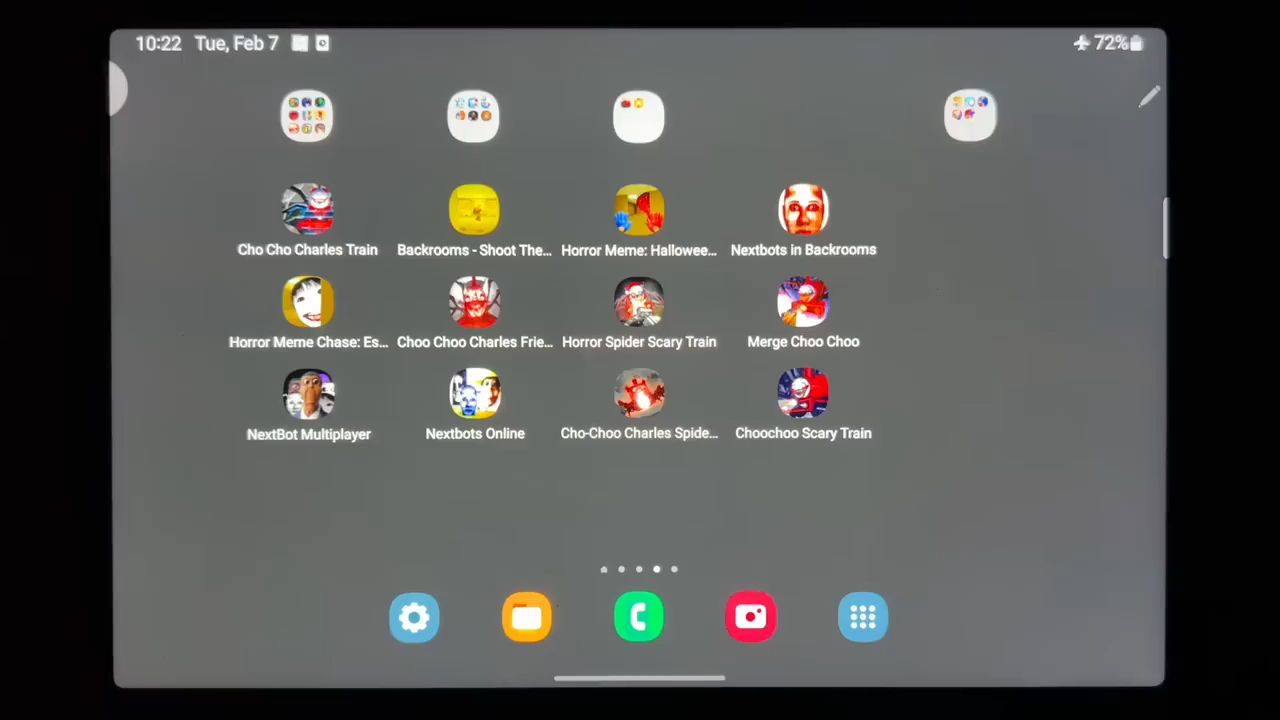 10:22 Tue, Feb 7 72%
Cho Cho Charles Train Backrooms - Shoot The... Horror Meme: Hallowee... Nextbots in Backrooms
Horror Meme Chase: Es... Choo Choo Charles Frie... Horror Spider Scary Train Merge Choo Choo
NextBot Multiplayer Nextbots Online Cho-Choo Charles Spide... Choochoo Scary Train